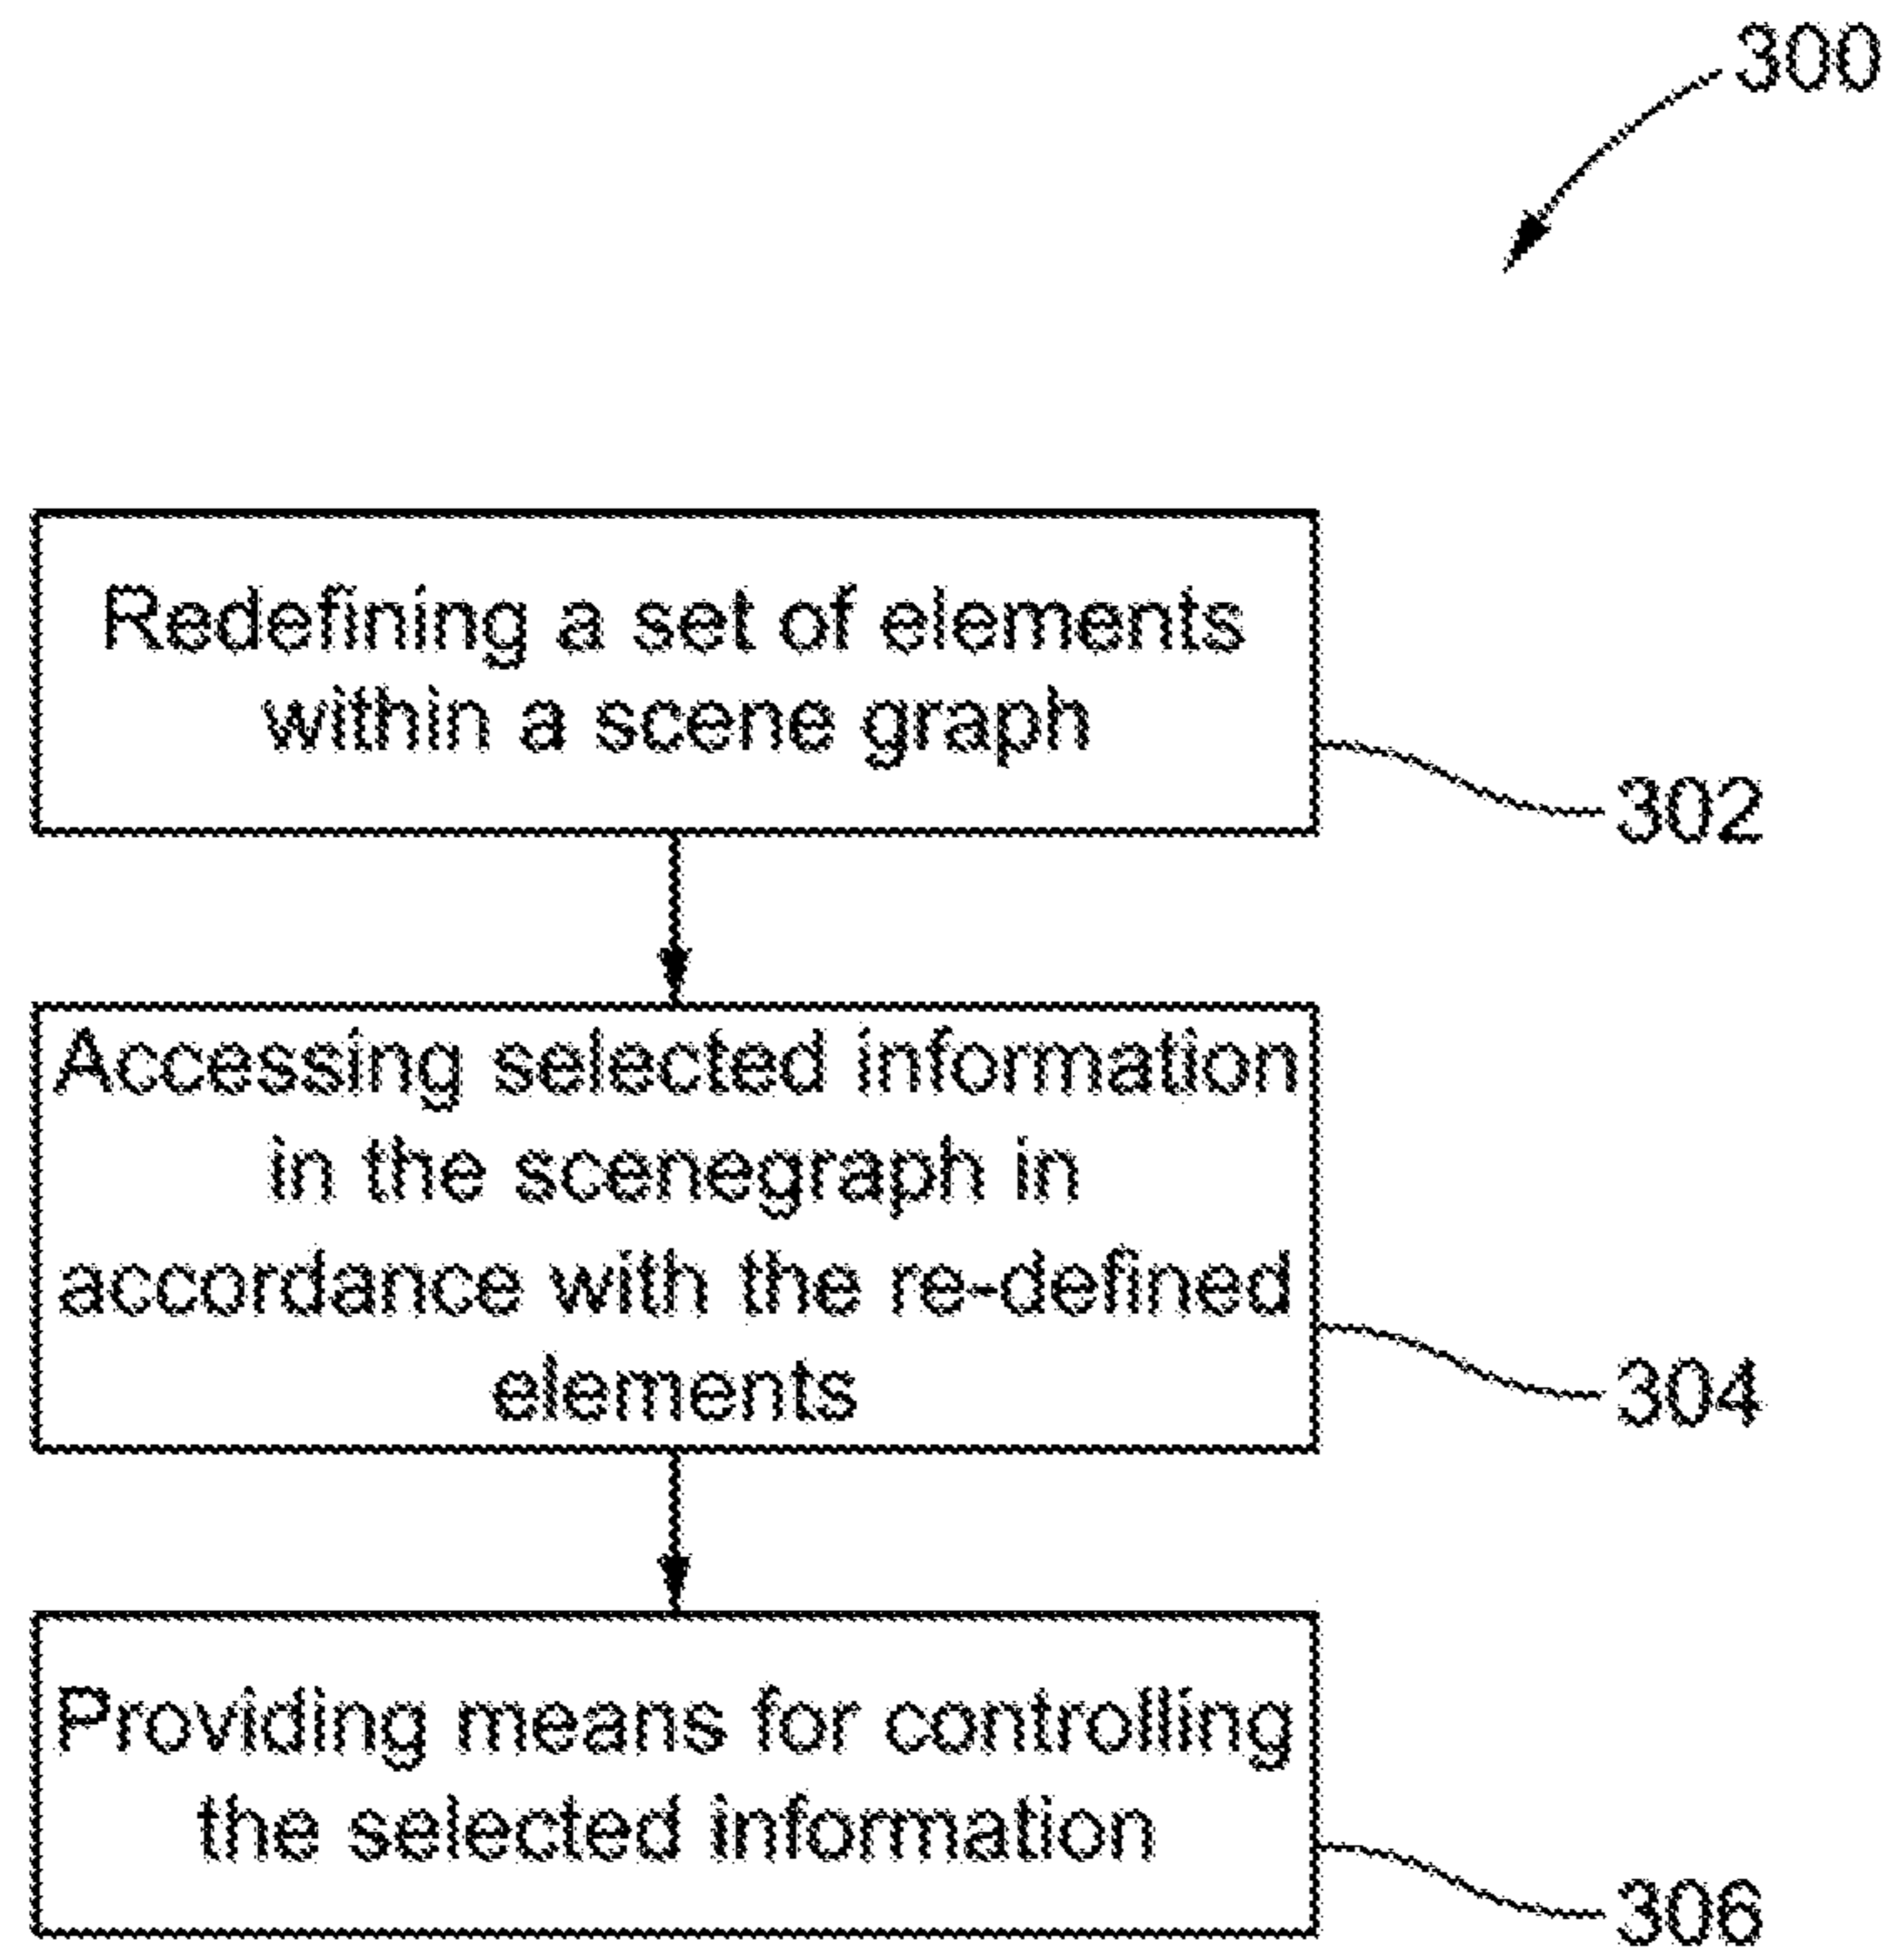 300
Redefining a set of elements
within a scene graph
302
Accessing selected information
in the scenegraph in
accordance with the re-defined
elements
304
Providing means for controlling
the selected information
306